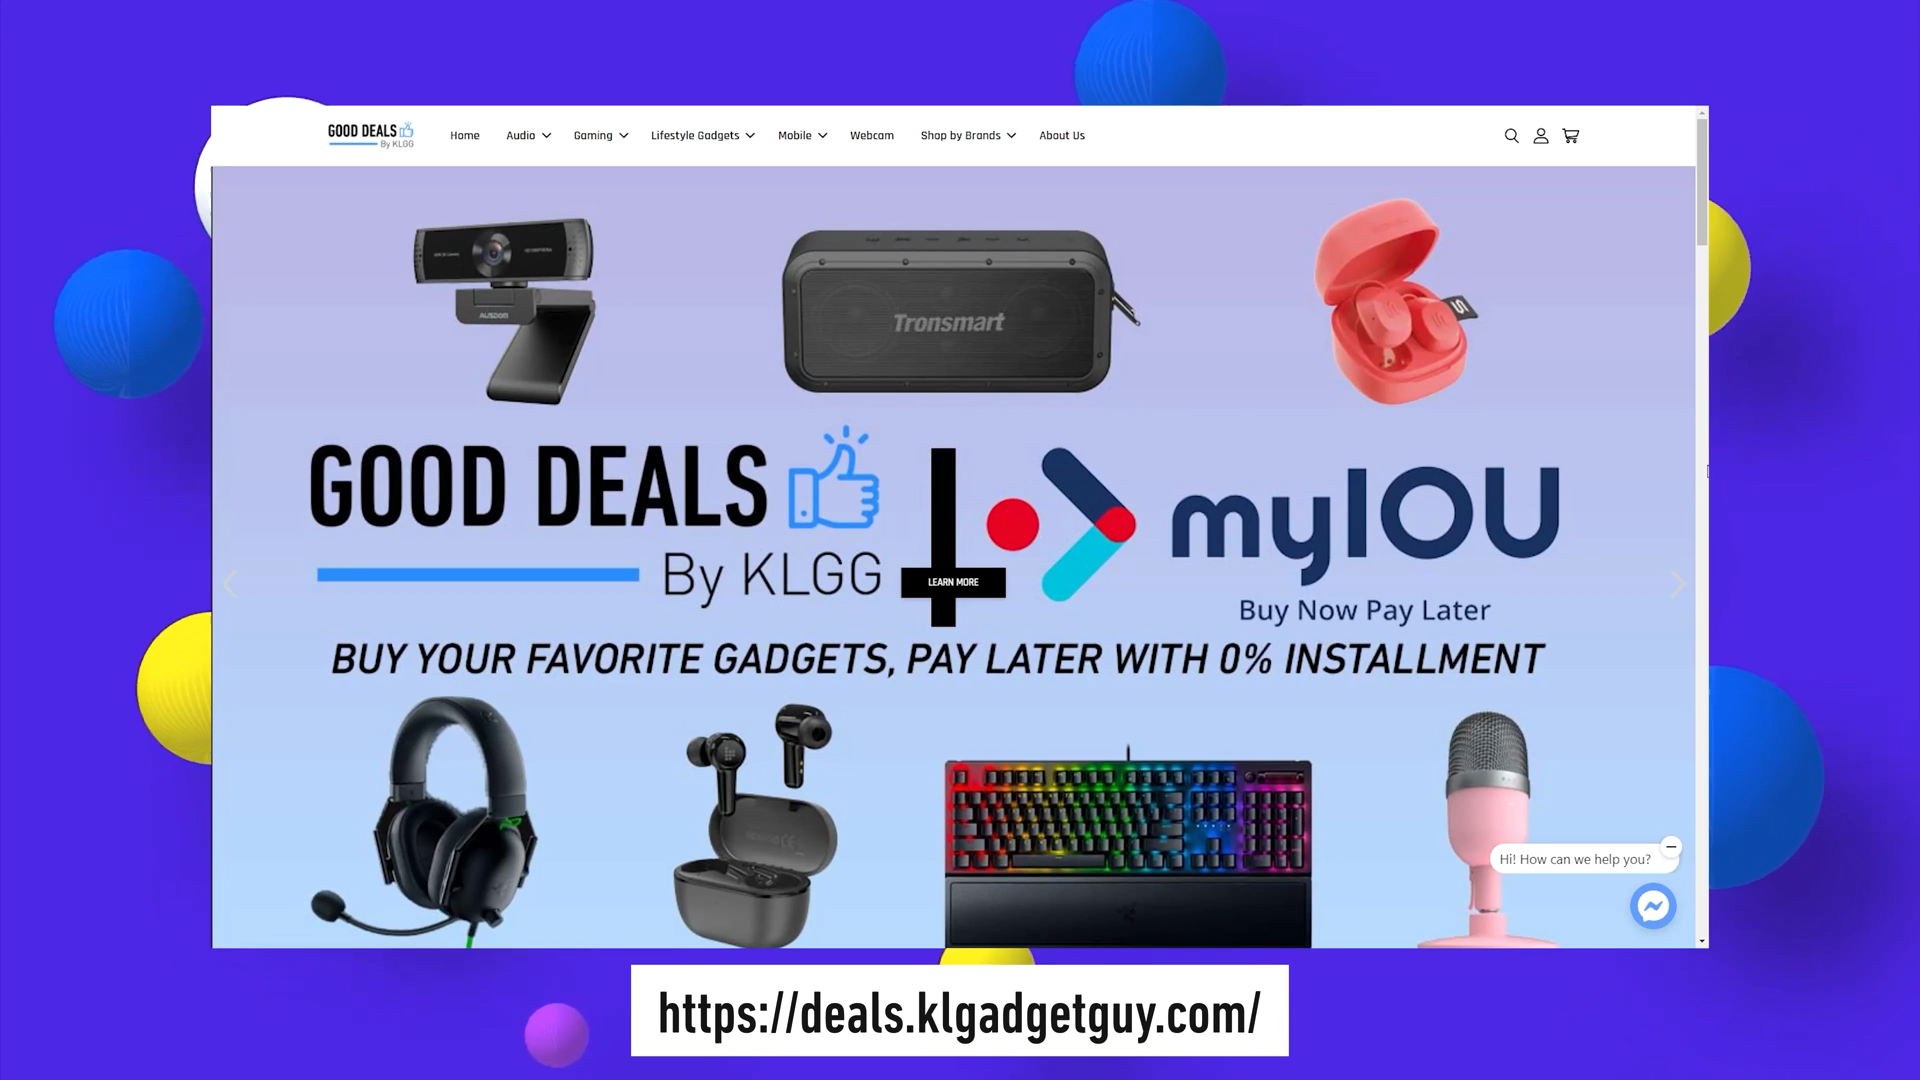 GOOD DEALS
By KLGG
Home Audio Gaming Lifestyle Gadgets Mobile Webcam Shop by Brands About Us
AUSDOM
Tronsmart
GOOD DEALS
By KLGG
myIOU
Buy Now Pay Later
LEARN MORE
BUY YOUR FAVORITE GADGETS, PAY LATER WITH 0% INSTALLMENT
Hi! How can we help you?
https://deals.klgadgetguy.com/